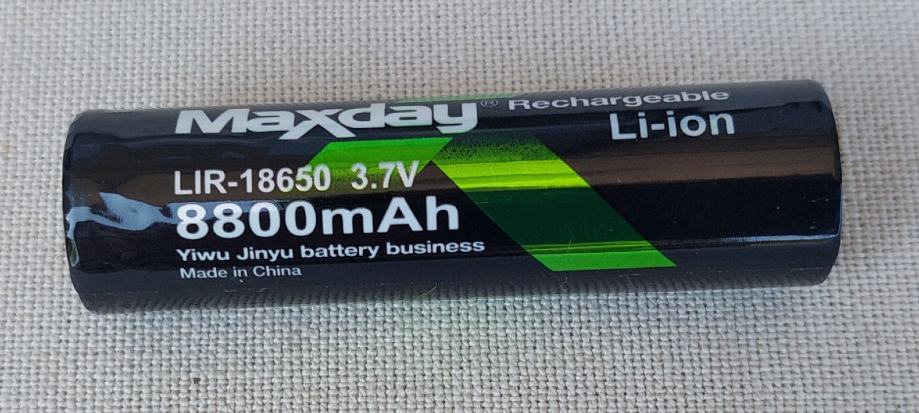 Maxday® Rechargeable
Li-ion
LIR-18650 3.7V
8800mAh
Yiwu Jinyu battery business
Made in China